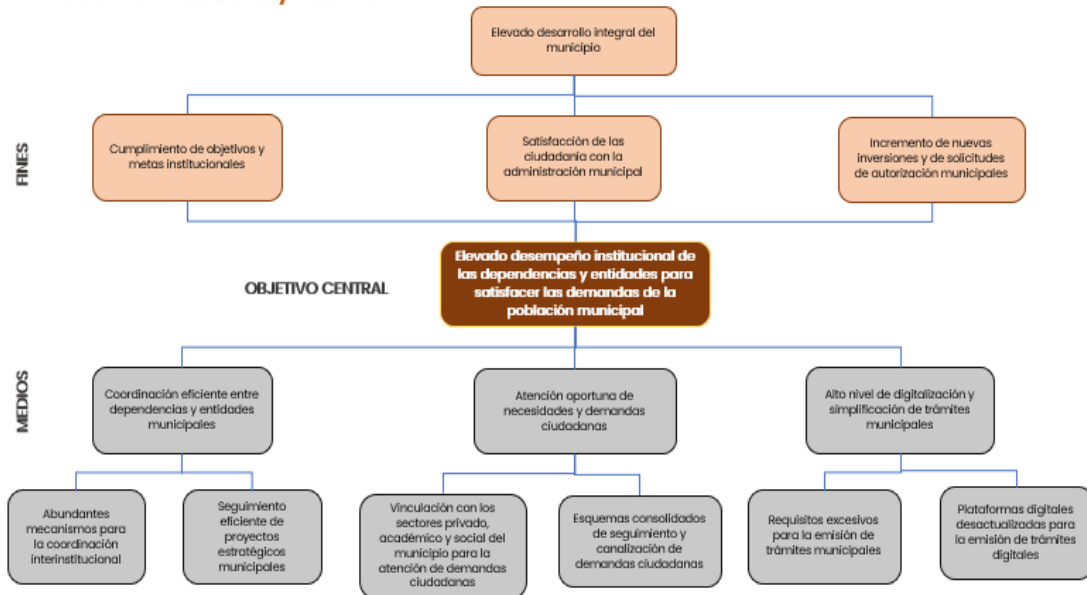 Elevado desarrollo integral del
municipio
FINES
Cumplimiento de objetivos y
metas institucionales
Satisfacción de las
ciudadanía con la
administración municipal
Incremento de nuevas
inversiones y de solicitudes
de autorización municipales
OBJETIVO CENTRAL
Elevado desempeño institucional de
las dependencias y entidades para
satisfacer las demandas de la
población municipal
MEDIOS
Coordinación eficiente entre
dependencias y entidades
municipales
Atención oportuna de
necesidades y demandas
ciudadanas
Alto nivel de digitalización y
simplificación de trámites
municipales
Abundantes
mecanismos para
la coordinación
interinstitucional
Seguimiento
eficiente de
proyectos
estratégicos
municipales
Vinculación con los
sectores privado,
académico y social del
municipio para la
atención de demandas
ciudadanas
Esquemas consolidados
de seguimiento y
canalización de
demandas ciudadanas
Requisitos excesivos
para la emisión de
trámites municipales
Plataformas digitales
desactualizadas para
la emisión de trámites
digitales